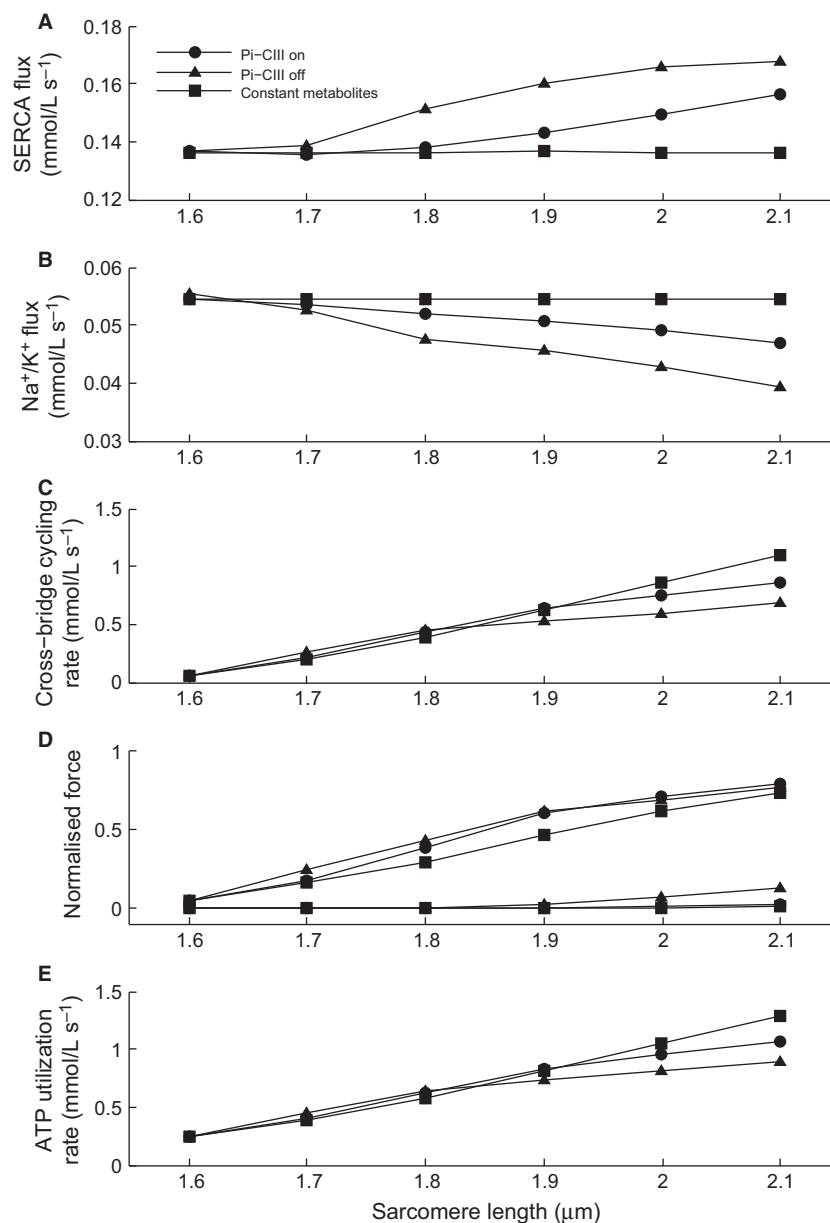 A
SERCA flux
(mmol/L s⁻¹)
0.18
0.16
0.14
0.12
Pi−CIII on
Pi−CIII off
Constant metabolites
1.6 1.7 1.8 1.9 2 2.1
B
Na⁺/K⁺ flux
(mmol/L s⁻¹)
0.06
0.05
0.04
0.03
1.6 1.7 1.8 1.9 2 2.1
C
Cross−bridge cycling
rate (mmol/L s⁻¹)
1.5
1
0.5
0
1.6 1.7 1.8 1.9 2 2.1
D
Normalised force
1
0.5
0
1.6 1.7 1.8 1.9 2 2.1
E
ATP utilization
rate (mmol/L s⁻¹)
1.5
1
0.5
0
1.6 1.7 1.8 1.9 2 2.1
Sarcomere length (μm)